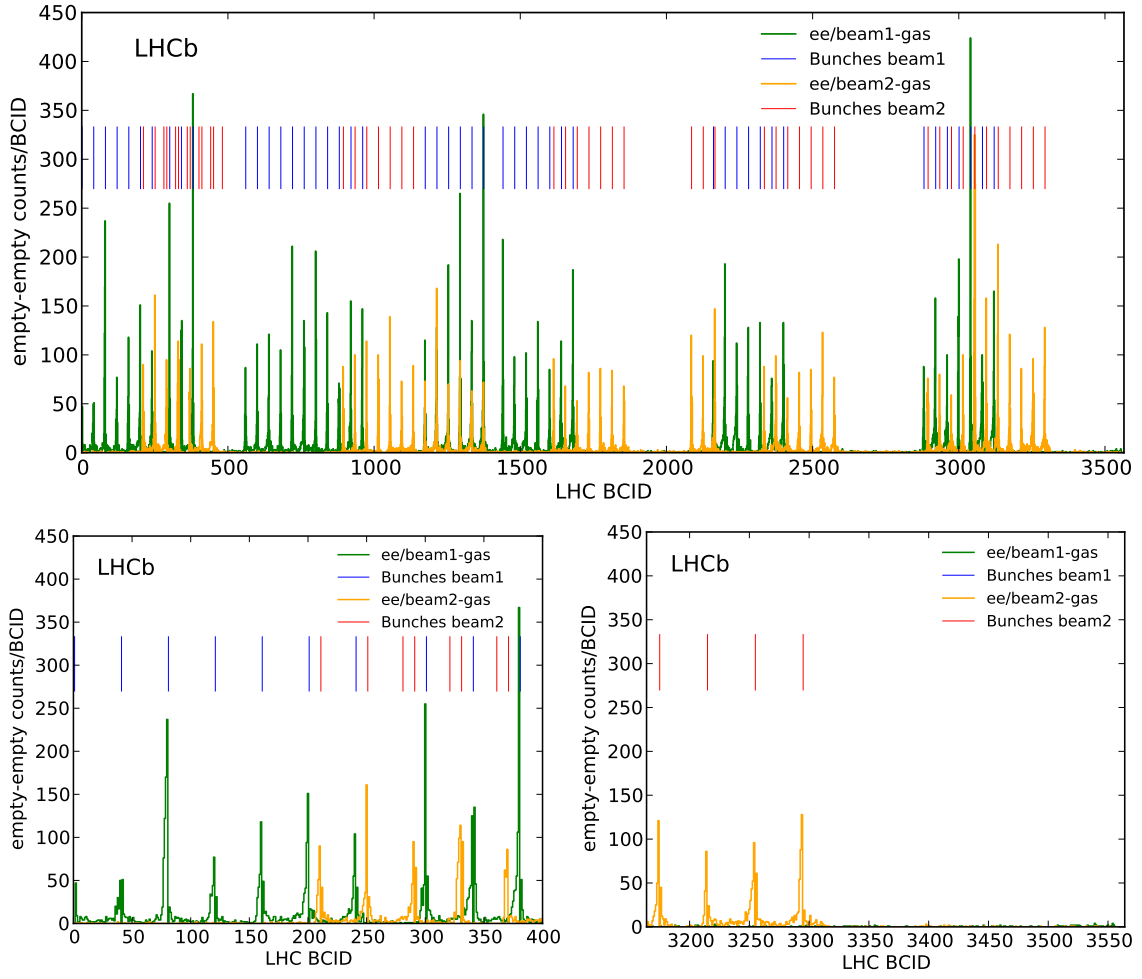 LHCb
ee/beam1-gas
Bunches beam1
ee/beam2-gas
Bunches beam2
450
400
350
300
250
200
150
100
50
0
empty-empty counts/BCID
0 500 1000 1500 2000 2500 3000 3500
LHC BCID
LHCb
ee/beam1-gas
Bunches beam1
ee/beam2-gas
Bunches beam2
450
400
350
300
250
200
150
100
50
0
empty-empty counts/BCID
0 50 100 150 200 250 300 350 400
LHC BCID
LHCb
ee/beam1-gas
Bunches beam1
ee/beam2-gas
Bunches beam2
450
400
350
300
250
200
150
100
50
0
empty-empty counts/BCID
3200 3250 3300 3350 3400 3450 3500 3550
LHC BCID